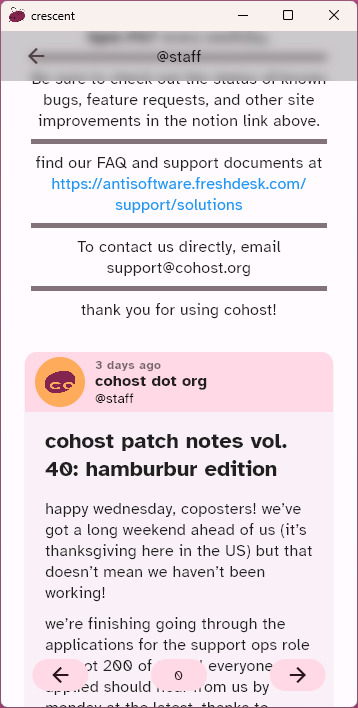 crescent
@staff
Be sure to check out the status of known
bugs, feature requests, and other site
improvements in the notion link above.
find our FAQ and support documents at
https://antisoftware.freshdesk.com/
support/solutions
To contact us directly, email
support@cohost.org
thank you for using cohost!
3 days ago
cohost dot org
@staff
cohost patch notes vol.
40: hamburbur edition
happy wednesday, coposters! we’ve
got a long weekend ahead of us (it’s
thanksgiving here in the US) but that
doesn’t mean we haven’t been
working!
we’re finishing going through the
applications for the support ops role
200 of everyone
0
applied should hear from us by
monday at the latest, thanks to